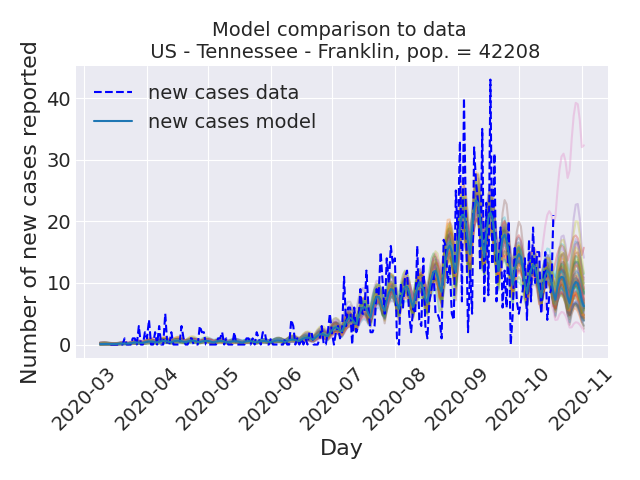 Model comparison to data
US - Tennessee - Franklin, pop. = 42208
Number of new cases reported
40
30
20
10
0
new cases data
new cases model
2020-03
2020-04
2020-05
2020-06
2020-07
2020-08
2020-09
2020-10
2020-11
Day